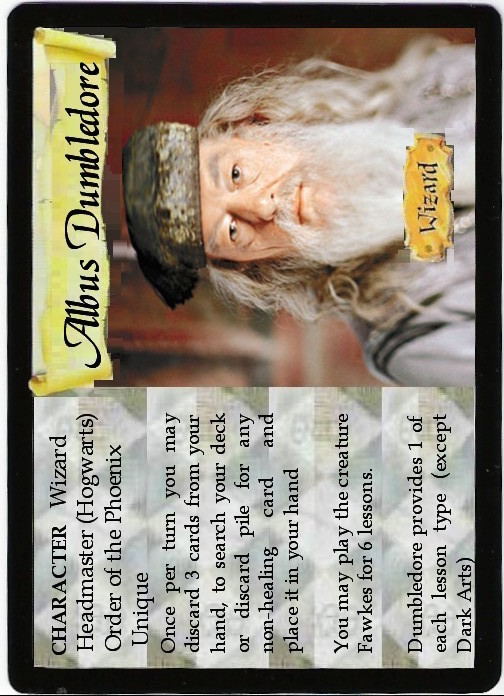 Albus Dumbledore
Wizard
CHARACTER Wizard
Headmaster (Hogwarts)
Order of the Phoenix
Unique
Once per turn you may
discard 3 cards from your
hand, to search your deck
or discard pile for any
non-healing card and
place it in your hand
You may play the creature
Fawkes for 6 lessons.
Dumbledore provides 1 of
each lesson type (except
Dark Arts)